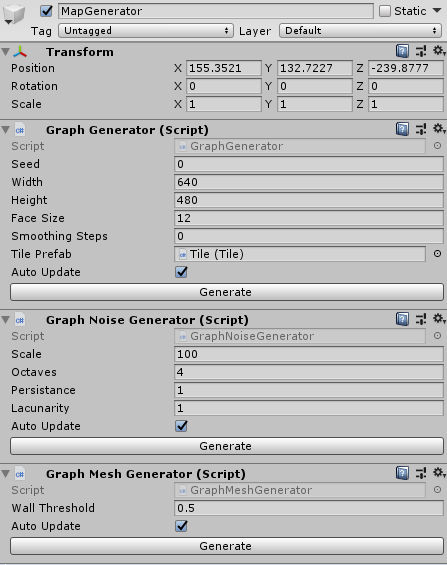 MapGenerator Static
Tag Untagged Layer Default
Transform
Position X 155.3521 Y 132.7227 Z -239.8777
Rotation X 0 Y 0 Z 0
Scale X 1 Y 1 Z 1
Graph Generator (Script)
Script GraphGenerator
Seed 0
Width 640
Height 480
Face Size 12
Smoothing Steps 0
Tile Prefab Tile (Tile)
Auto Update
Generate
Graph Noise Generator (Script)
Script GraphNoiseGenerator
Scale 100
Octaves 4
Persistance 1
Lacunarity 1
Auto Update
Generate
Graph Mesh Generator (Script)
Script GraphMeshGenerator
Wall Threshold 0.5
Auto Update
Generate